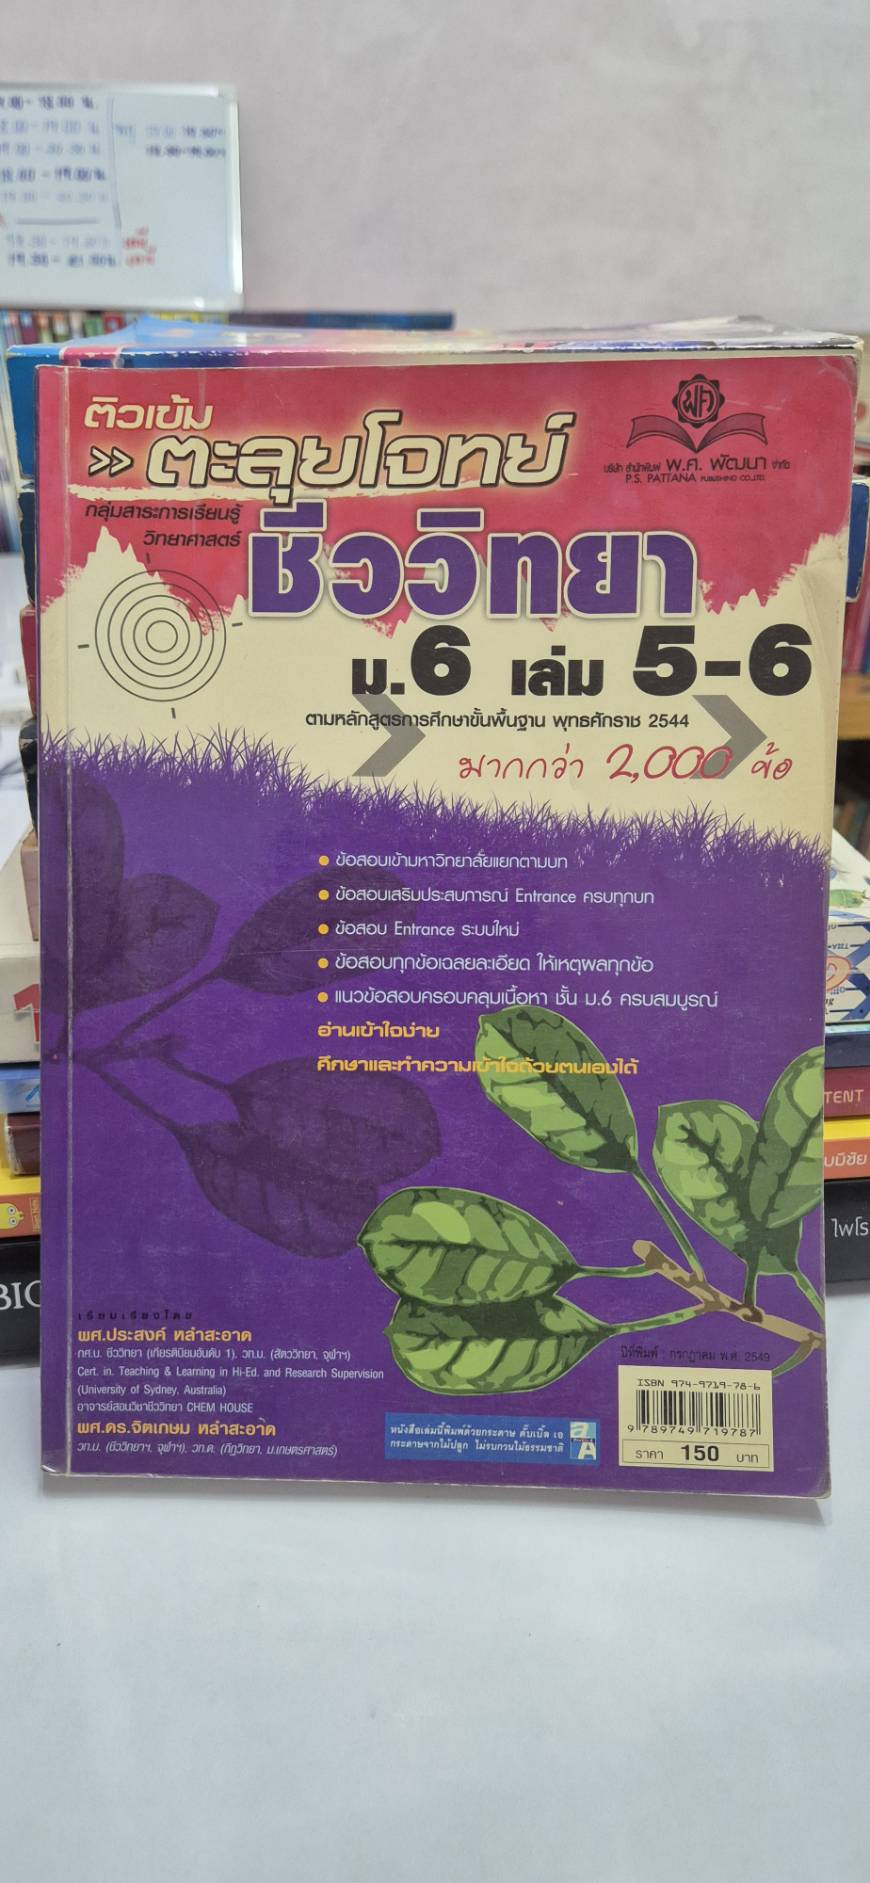 ติวเข้ม
>> ตะลุยโจทย์
พศ
บริษัท สำนักพิมพ์ พ.ศ. พัฒนา จำกัด
P.S. PATTANA PUBLISHING CO.,LTD.
กลุ่มสาระการเรียนรู้
วิทยาศาสตร์
ชีววิทยา
ม.6 เล่ม 5-6
ตามหลักสูตรการศึกษาขั้นพื้นฐาน พุทธศักราช 2544
มากกว่า 2,000 ข้อ
• ข้อสอบเข้ามหาวิทยาลัยแยกตามบท
• ข้อสอบเสริมประสบการณ์ Entrance ครบทุกบท
• ข้อสอบ Entrance ระบบใหม่
• ข้อสอบทุกข้อเฉลยละเอียด ให้เหตุผลทุกข้อ
• แนวข้อสอบครอบคลุมเนื้อหา ชั้น ม.6 ครบสมบูรณ์
อ่านเข้าใจง่าย
ศึกษาและทำความเข้าใจด้วยตนเองได้
เรียบเรียงโดย
ผศ.ประสงค์ หลำสะอาด
กศ.บ. ชีววิทยา (เกียรตินิยมอันดับ 1), วท.ม. (สัตววิทยา, จุฬาฯ)
Cert. in. Teaching & Learning in Hi-Ed. and Research Supervision
(University of Sydney, Australia)
อาจารย์สอนวิชาชีววิทยา CHEM HOUSE
ผศ.ดร.จิตเกษม หลำสะอาด
วท.บ. (ชีววิทยาฯ, จุฬาฯ), วท.ด. (กีฏวิทยา, ม.เกษตรศาสตร์)
หนังสือเล่มนี้พิมพ์ด้วยกระดาษ ดั๊บเบิ้ล เอ
กระดาษจากไม้ปลูก ไม่รบกวนไม้ธรรมชาติ
ปีที่พิมพ์ : กรกฎาคม พ.ศ. 2549
ISBN 974-9719-78-6
9 789749 719787
ราคา 150 บาท
TENT
บมีชัย
ไพโร
BIO